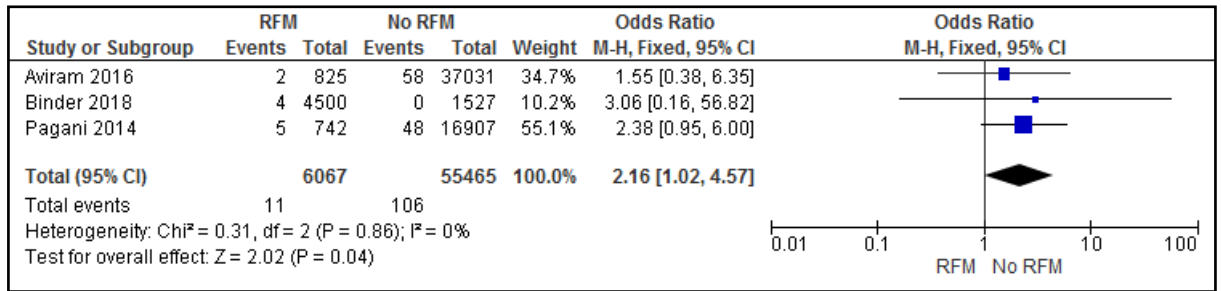 RFM No RFM Odds Ratio Odds Ratio
Study or Subgroup Events Total Events Total Weight M-H, Fixed, 95% CI M-H, Fixed, 95% CI
Aviram 2016 2 825 58 37031 34.7% 1.55 [0.38, 6.35]
Binder 2018 4 4500 0 1527 10.2% 3.06 [0.16, 56.82]
Pagani 2014 5 742 48 16907 55.1% 2.38 [0.95, 6.00]
Total (95% CI) 6067 55465 100.0% 2.16 [1.02, 4.57]
Total events 11 106
Heterogeneity: Chi² = 0.31, df = 2 (P = 0.86); I² = 0%
Test for overall effect: Z = 2.02 (P = 0.04)
0.01 0.1 1 10 100
RFM No RFM